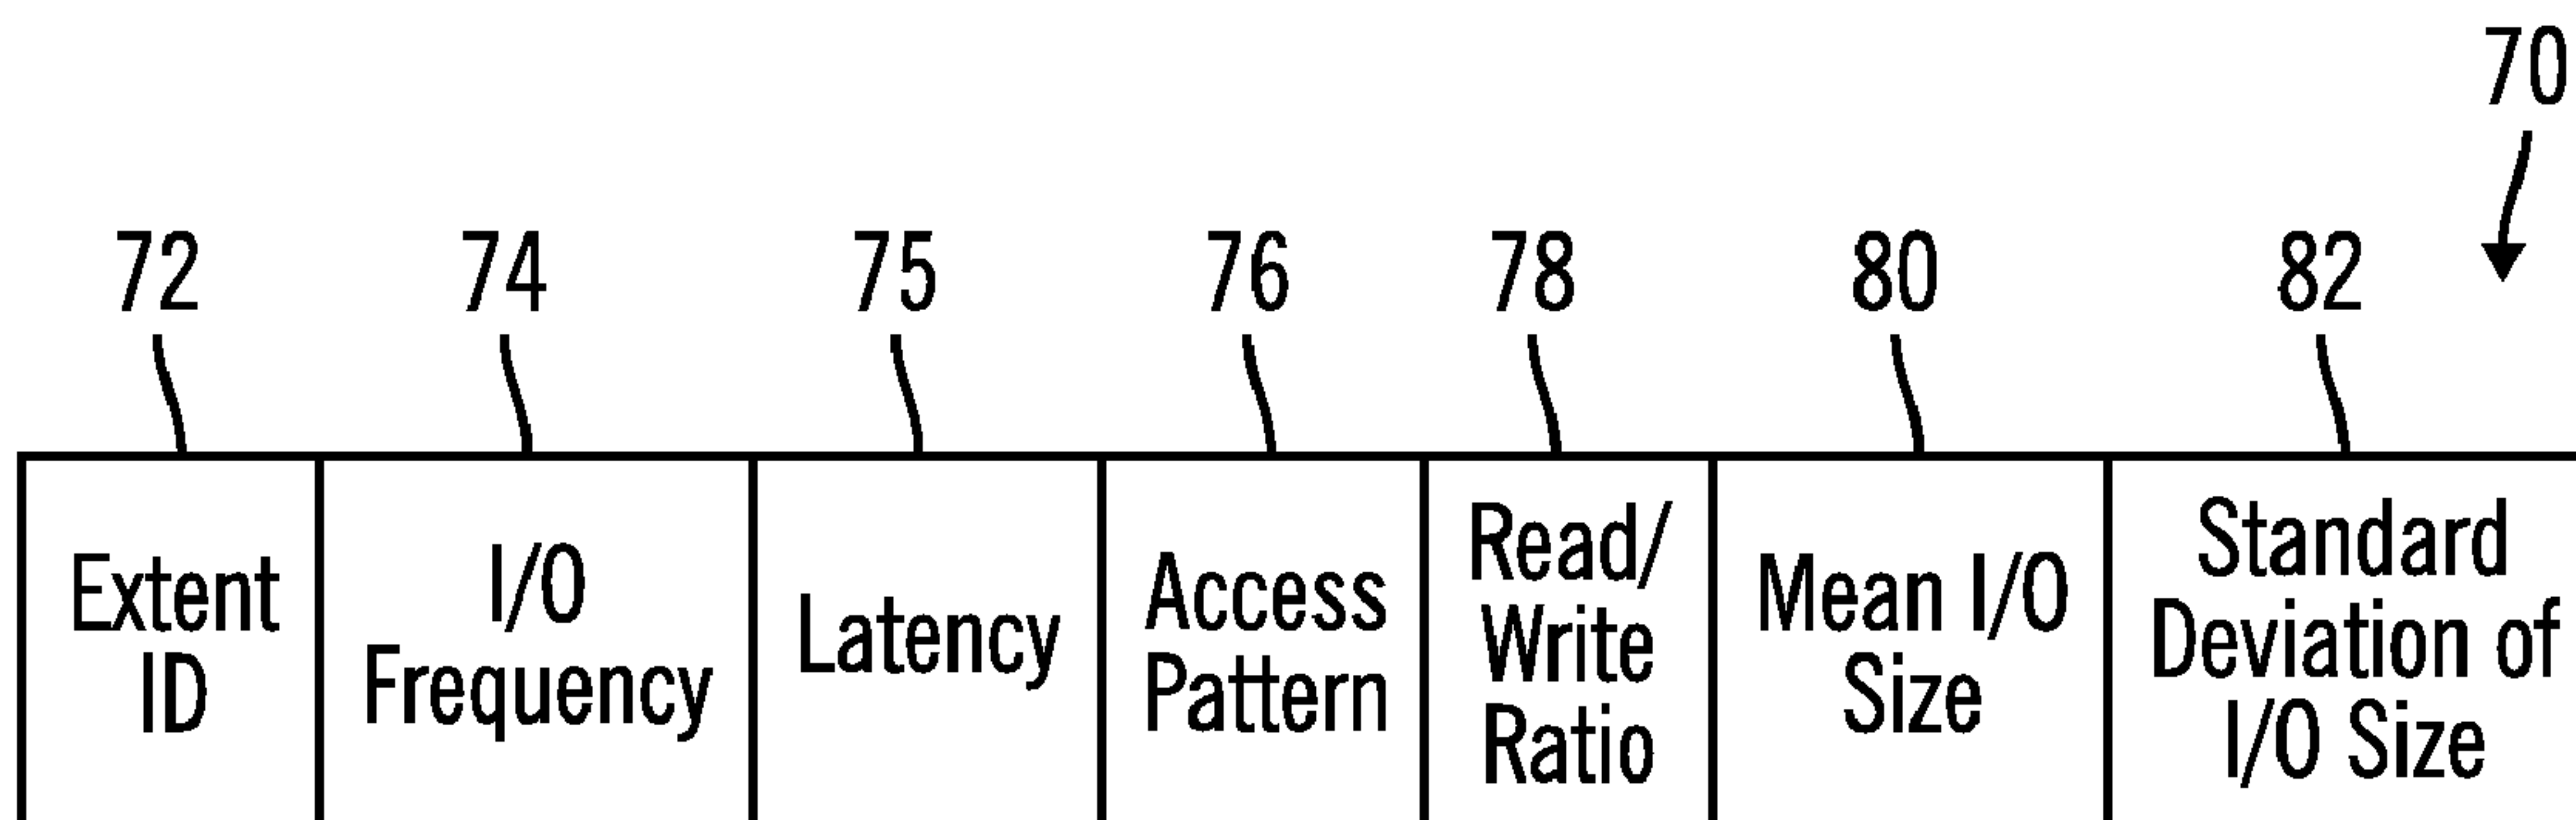 70
72 74 75 76 78 80 82
Extent
ID
I/O
Frequency
Latency
Access
Pattern
Read/
Write
Ratio
Mean I/O
Size
Standard
Deviation of
I/O Size